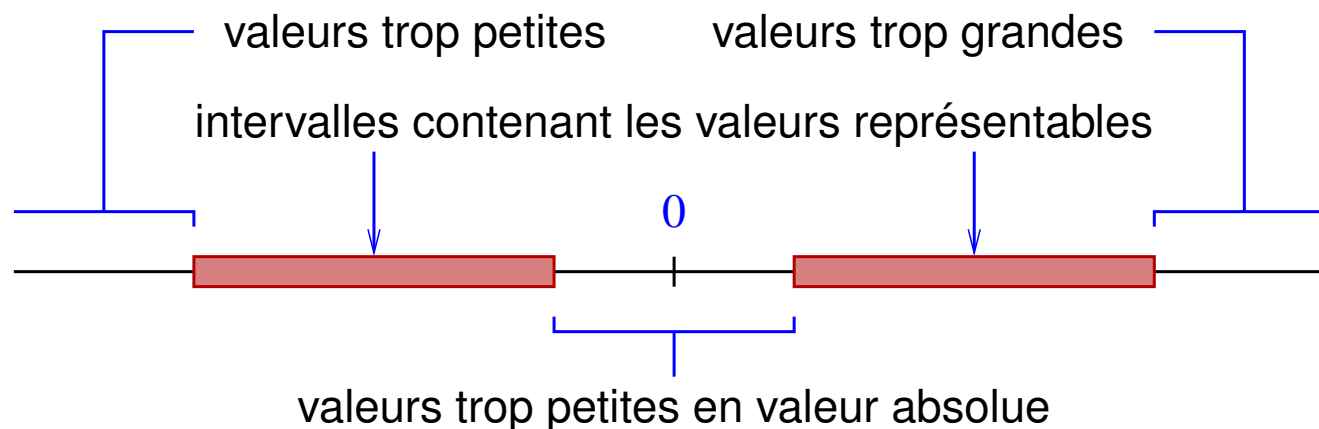 valeurs trop petites
valeurs trop grandes
intervalles contenant les valeurs représentables
0
valeurs trop petites en valeur absolue